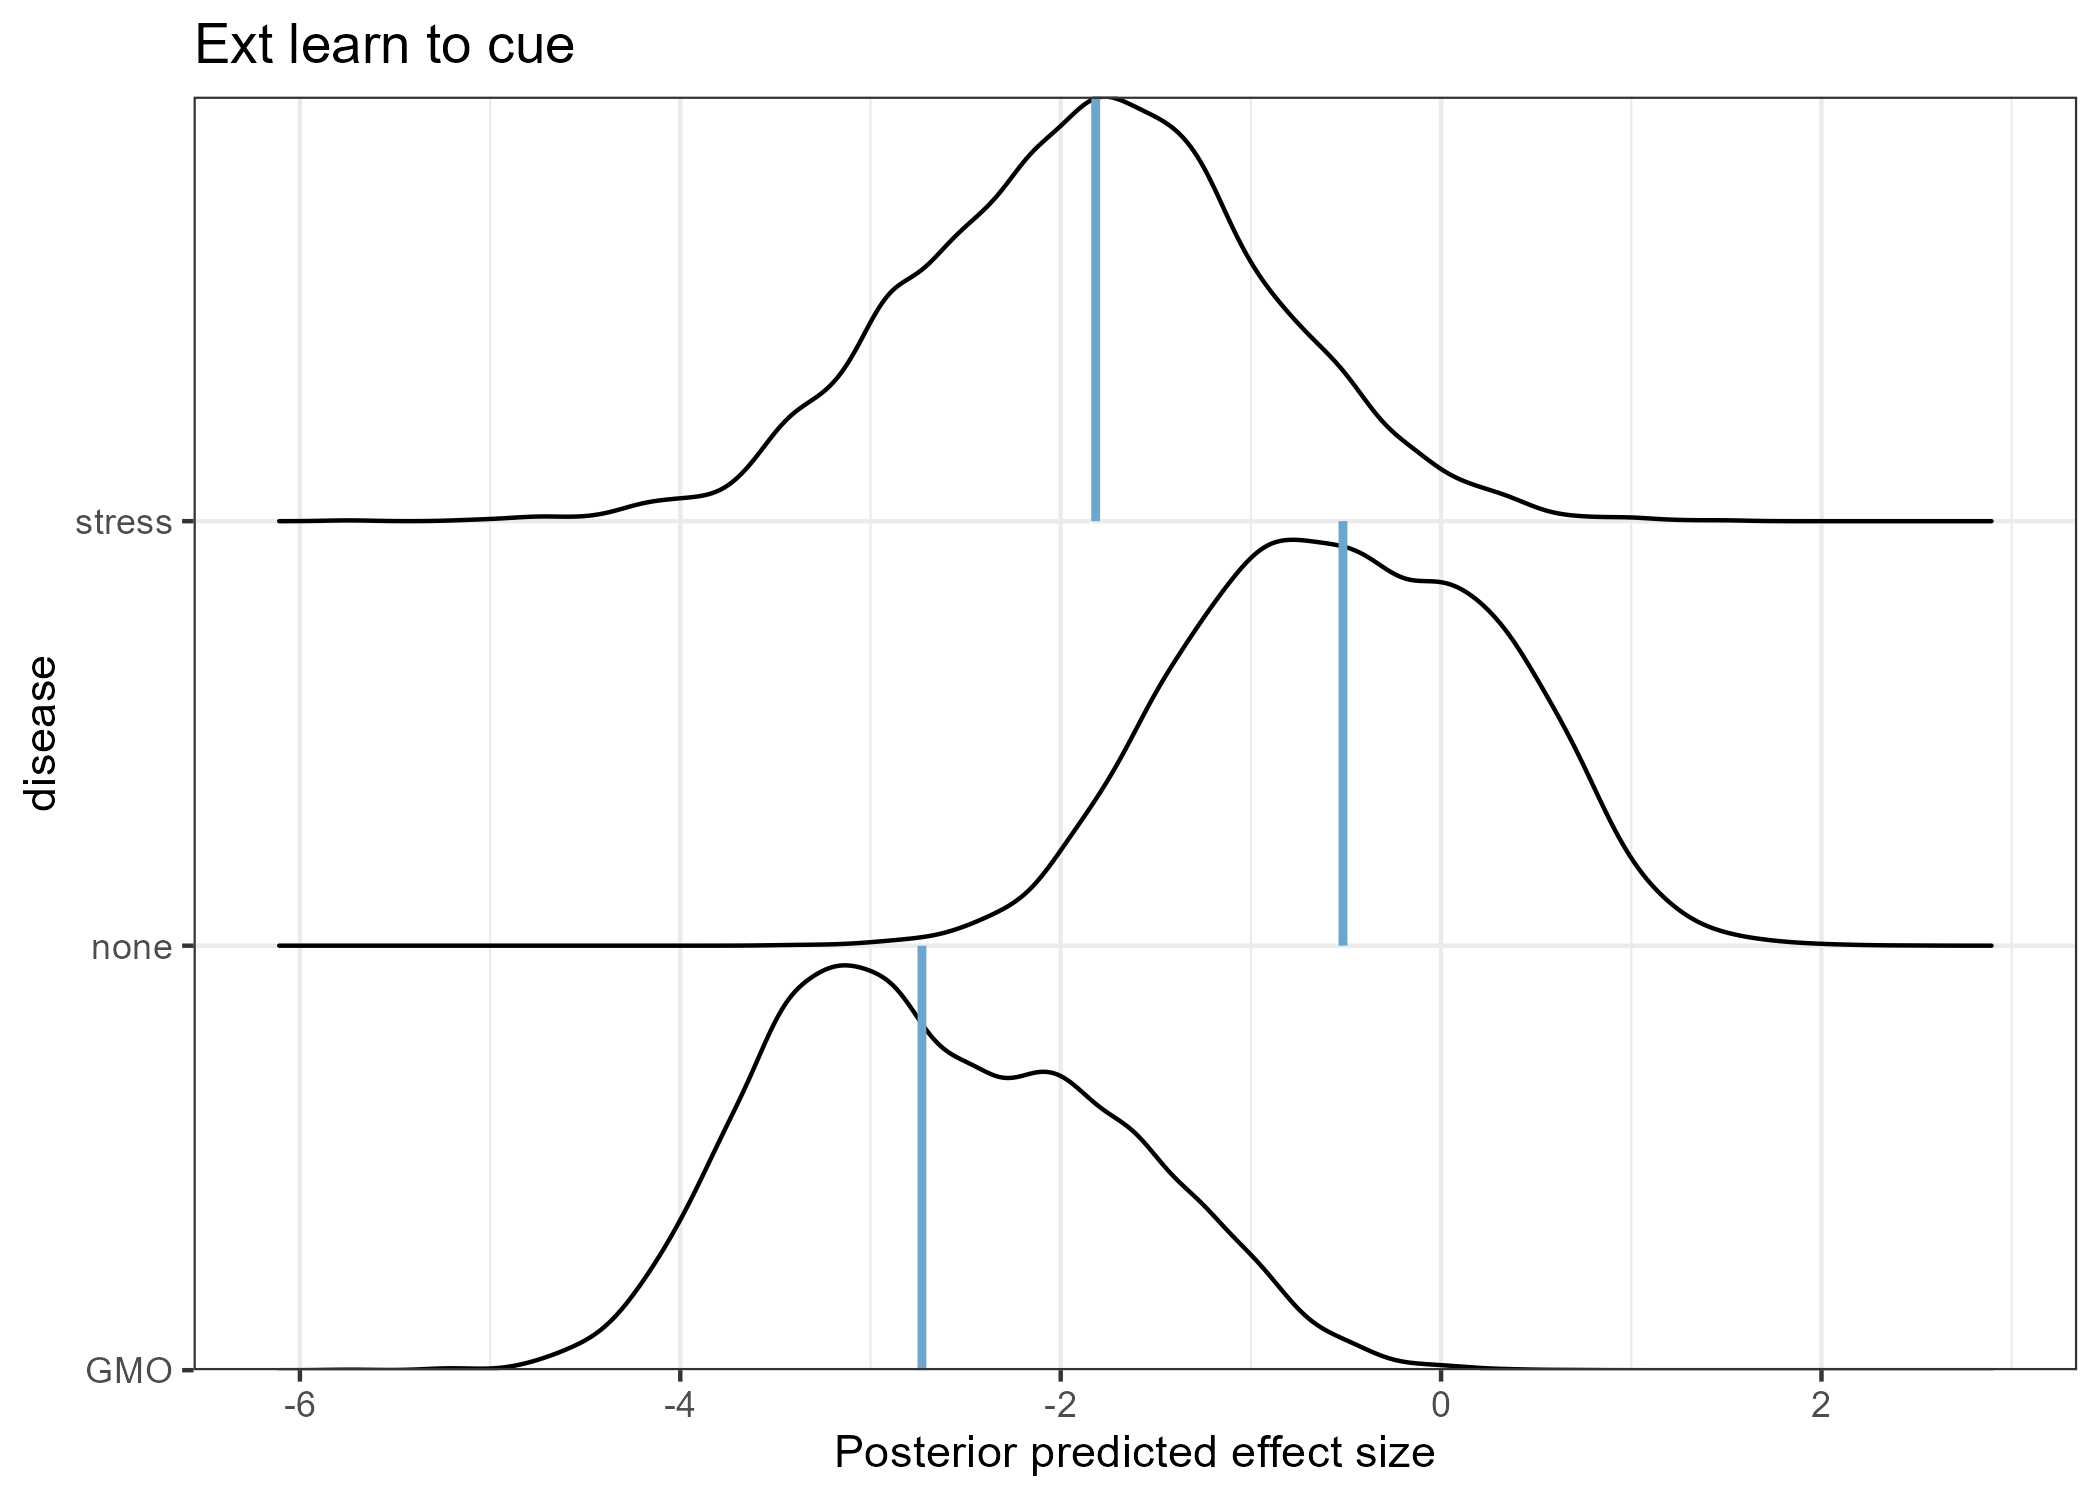 Ext learn to cue
disease
stress
none
GMO
-6 -4 -2 0 2
Posterior predicted effect size